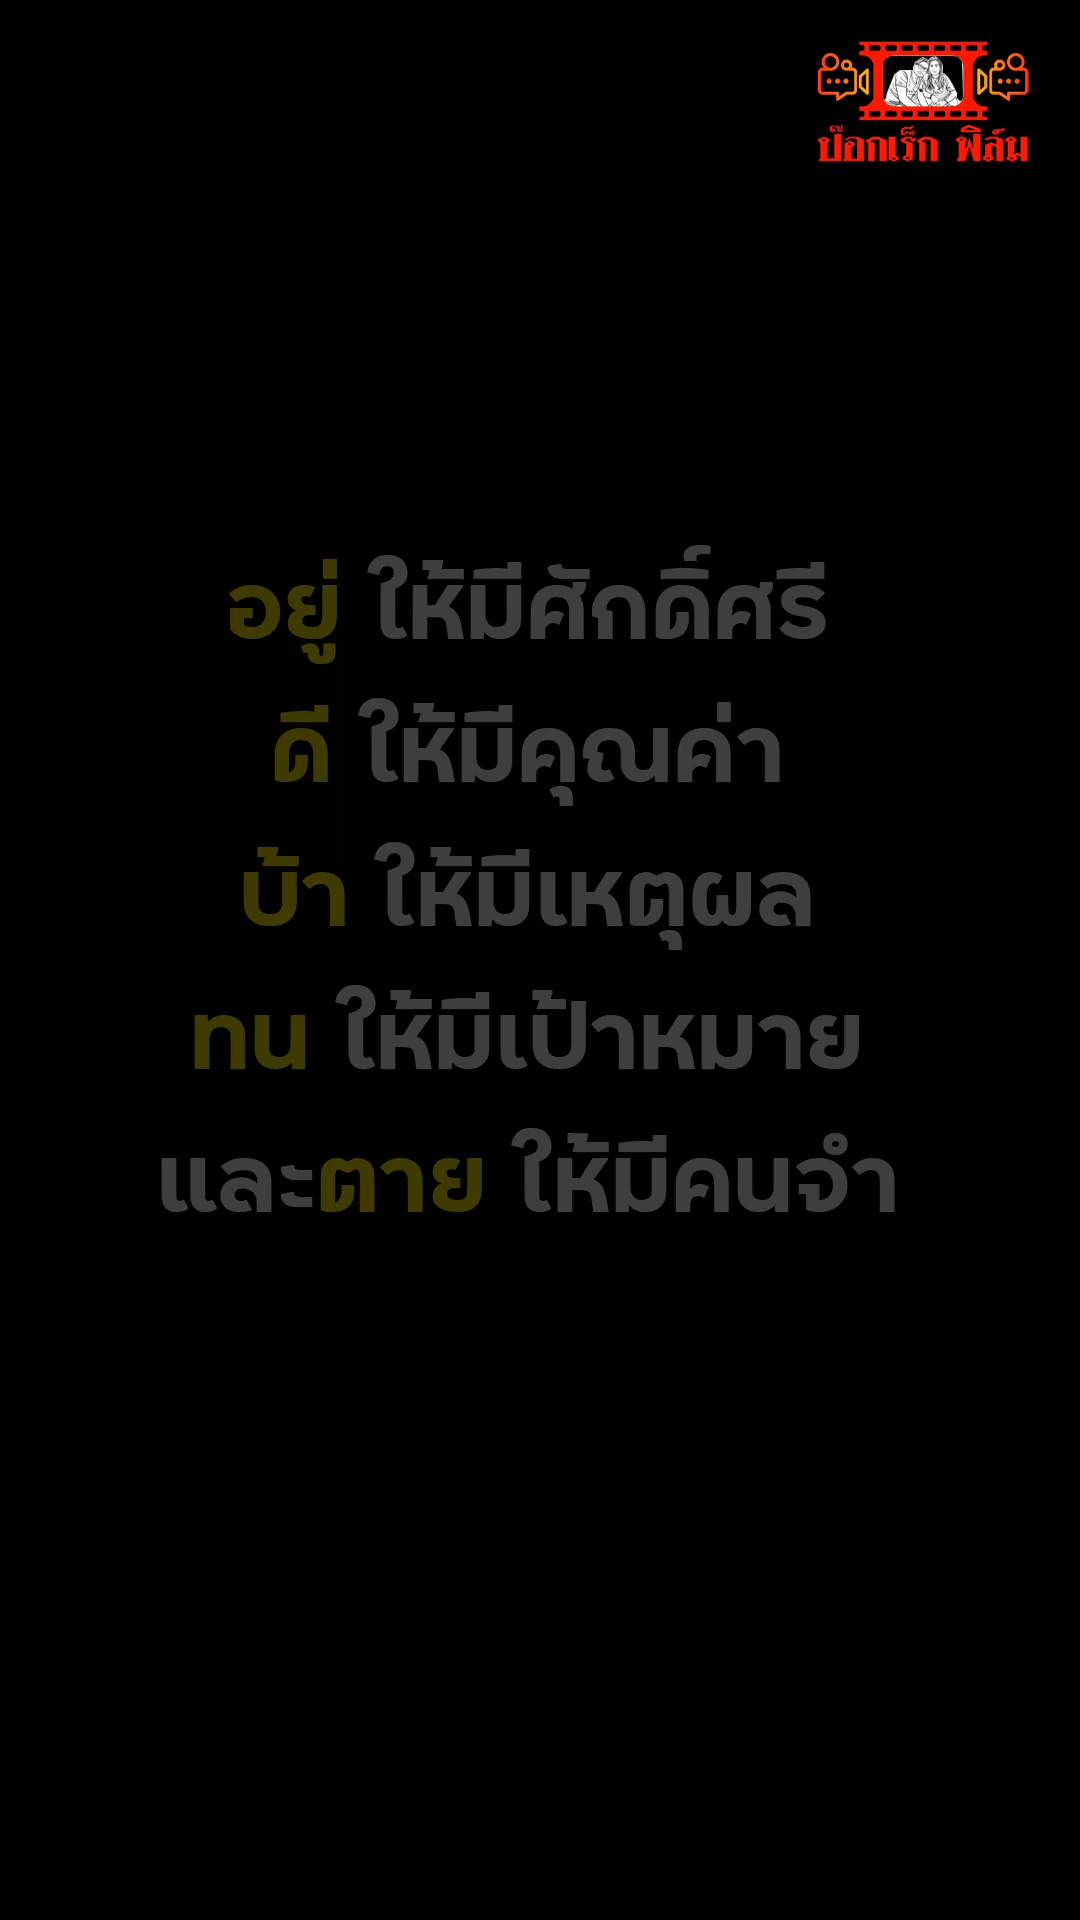 ป๊อกเร็ก ฟิล์ม
อยู่ ให้มีศักดิ์ศรี
ดี ให้มีคุณค่า
บ้า ให้มีเหตุผล
ทน ให้มีเป้าหมาย
และตาย ให้มีคนจำ